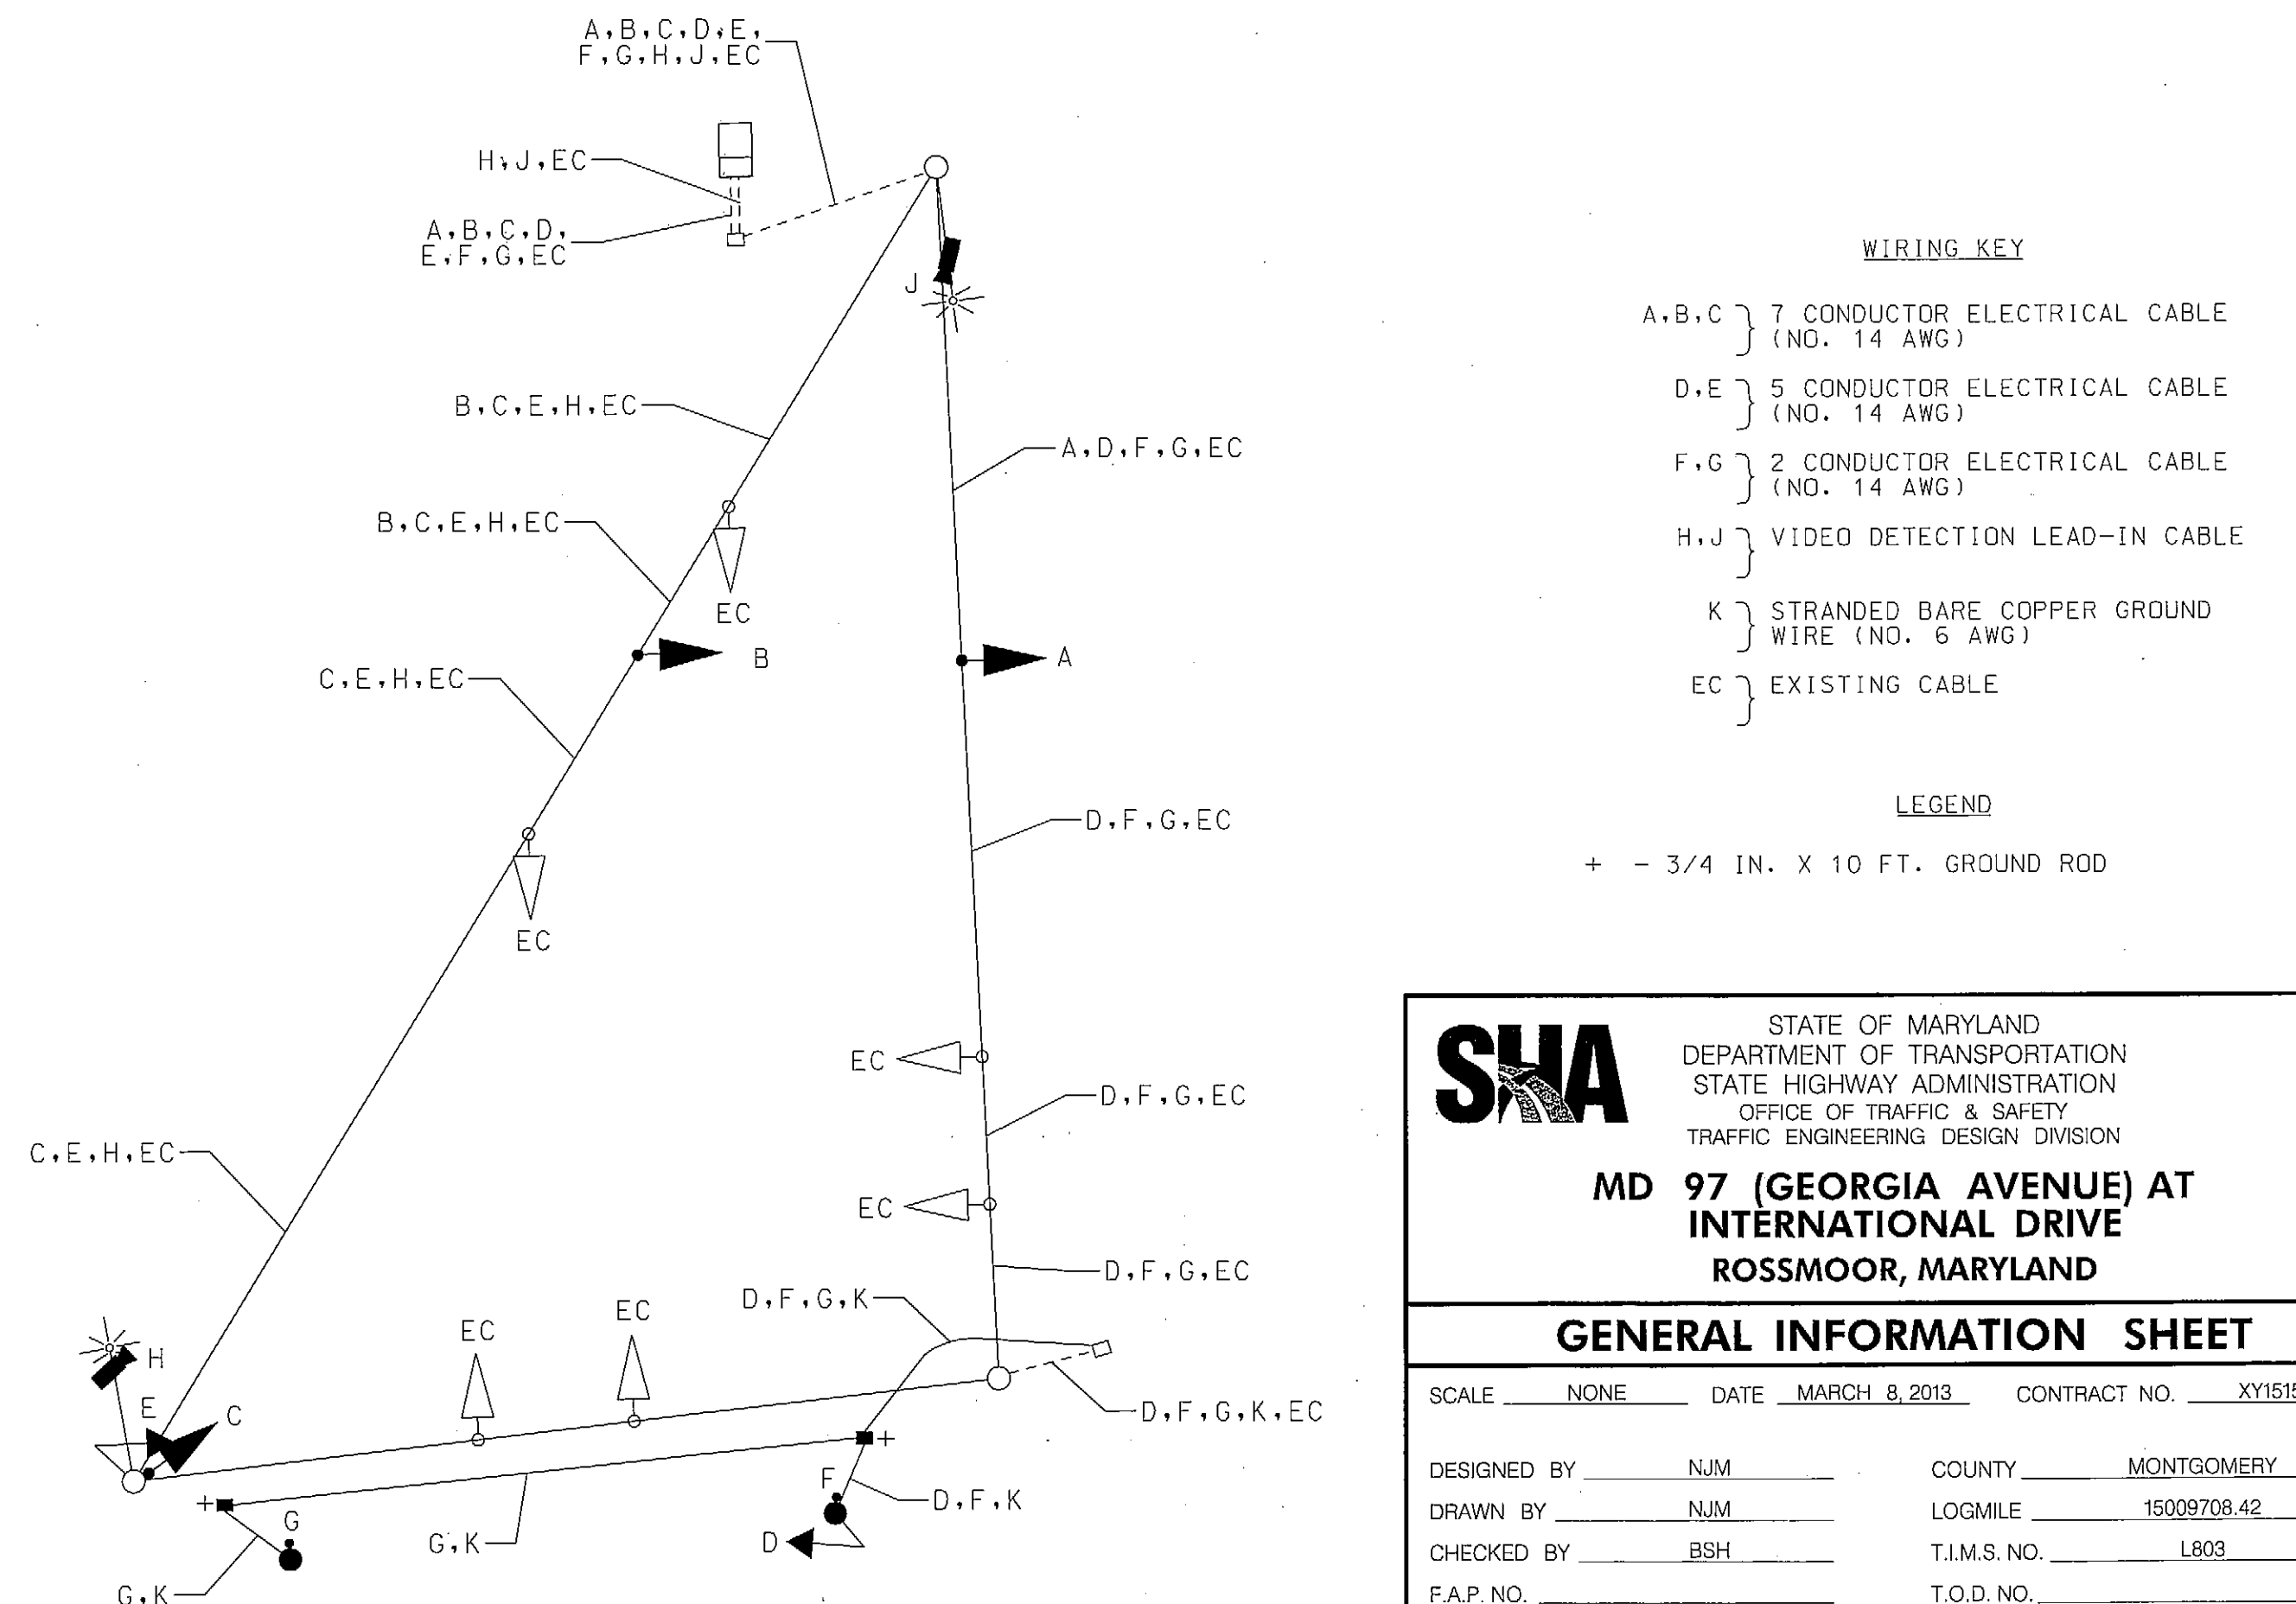 A,B,C,D,E,
F,G,H,J,EC
H,J,EC
A,B,C,D,
E,F,G,EC
J
B,C,E,H,EC
A,D,F,G,EC
B,C,E,H,EC
EC
B
A
C,E,H,EC
D,F,G,EC
EC
EC
D,F,G,EC
C,E,H,EC
EC
D,F,G,EC
D,F,G,K
EC
EC
H
E
C
D,F,G,K,EC
+
+
F
D,F,K
G
G,K
D
G,K
WIRING KEY
A,B,C } 7 CONDUCTOR ELECTRICAL CABLE
(NO. 14 AWG)
D,E } 5 CONDUCTOR ELECTRICAL CABLE
(NO. 14 AWG)
F,G } 2 CONDUCTOR ELECTRICAL CABLE
(NO. 14 AWG)
H,J } VIDEO DETECTION LEAD-IN CABLE
K } STRANDED BARE COPPER GROUND
WIRE (NO. 6 AWG)
EC } EXISTING CABLE
LEGEND
+ - 3/4 IN. X 10 FT. GROUND ROD
SHA
STATE OF MARYLAND
DEPARTMENT OF TRANSPORTATION
STATE HIGHWAY ADMINISTRATION
OFFICE OF TRAFFIC & SAFETY
TRAFFIC ENGINEERING DESIGN DIVISION
MD 97 (GEORGIA AVENUE) AT
INTERNATIONAL DRIVE
ROSSMOOR, MARYLAND
GENERAL INFORMATION SHEET
SCALE NONE DATE MARCH 8, 2013 CONTRACT NO.
DESIGNED BY NJM COUNTY MONTGOMERY
DRAWN BY NJM LOGMILE 15009708.42
CHECKED BY BSH T.I.M.S. NO. L803
F.A.P. NO. T.O.D. NO.